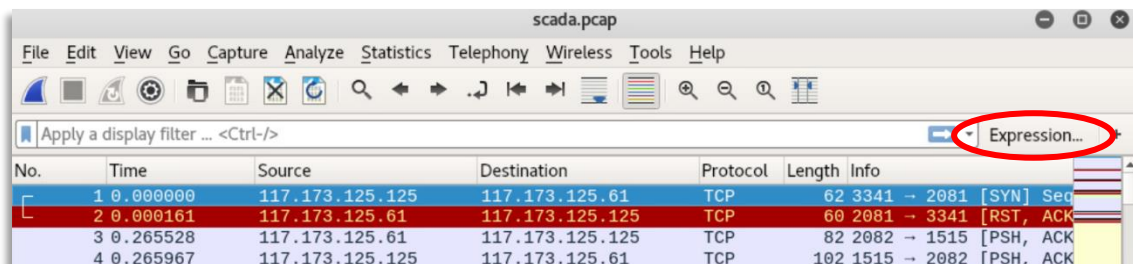 scada.pcap
File Edit View Go Capture Analyze Statistics Telephony Wireless Tools Help
Apply a display filter ... <Ctrl-/> Expression... +
No. Time Source Destination Protocol Length Info
1 0.000000 117.173.125.125 117.173.125.61 TCP 62 3341 → 2081 [SYN] Seq
2 0.000161 117.173.125.61 117.173.125.125 TCP 60 2081 → 3341 [RST, ACK
3 0.265528 117.173.125.61 117.173.125.125 TCP 82 2082 → 1515 [PSH, ACK
4 0.265967 117.173.125.125 117.173.125.61 TCP 102 1515 → 2082 [PSH, ACK